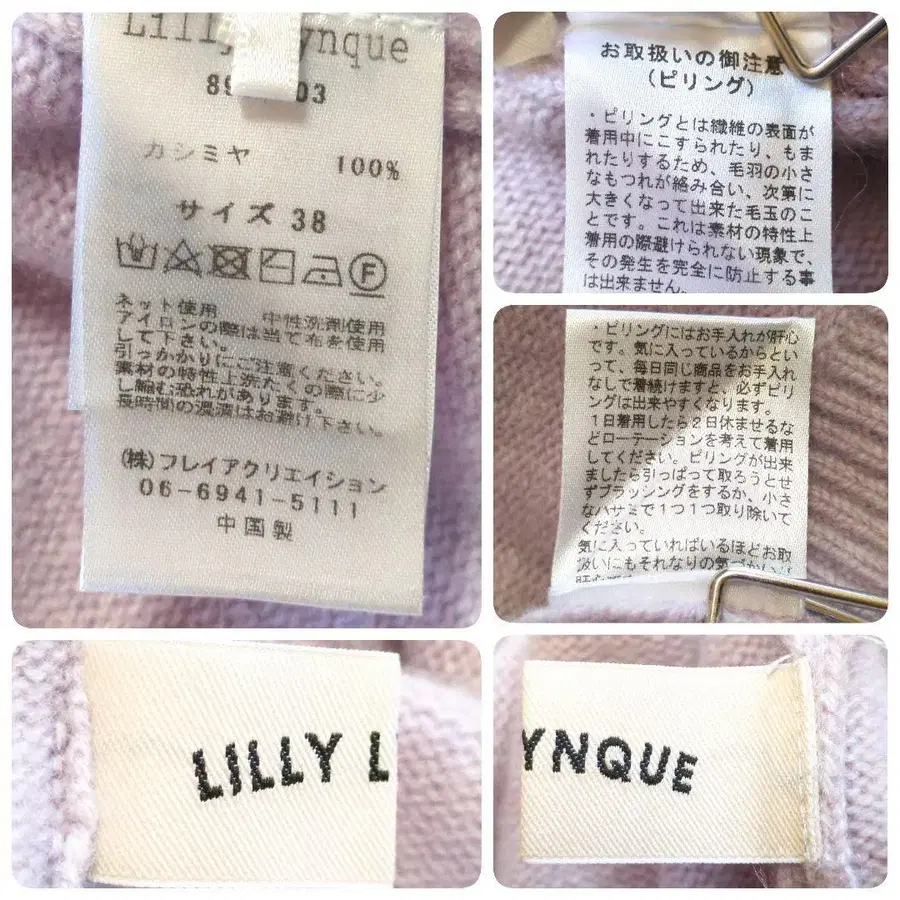 Lilly ynque
89 03
カシミヤ 100%
サイズ 38
F
ネット使用 中性洗剤使用
アイロンの際は当て布を使用
して下さい。
引っかかりにご注意ください。
素材の特性上洗たくの際に少
し縮む恐れがあります。
長時間の浸漬はお避け下さい。
(株)フレイアクリエイション
06-6941-5111
中国製
お取扱いの御注意
(ピリング)
・ピリングとは繊維の表面が
着用中にこすられたり、もま
れたりするため、毛羽の小さ
なもつれが絡み合い、次第に
大きくなって出来た毛玉のこ
とです。これは素材の特性上
着用の際避けられない現象で、
その発生を完全に防止する事
は出来ません。
・ピリングにはお手入れが肝心
です。気に入っているからとい
って、毎日同じ商品をお手入れ
なしで着続けますと、必ずピリ
ングは出来やすくなります。
1日着用したら2日休ませるな
どローテーションを考えて着用
してください。ピリングが出来
ましたら引っぱって取ろうとせ
ずブラッシングをするか、小さ
なハサミで1つ1つ取り除いて
ください。
気に入っていればいるほどお取
扱いにもそれなりの気づかいが
LILLY L
YNQUE